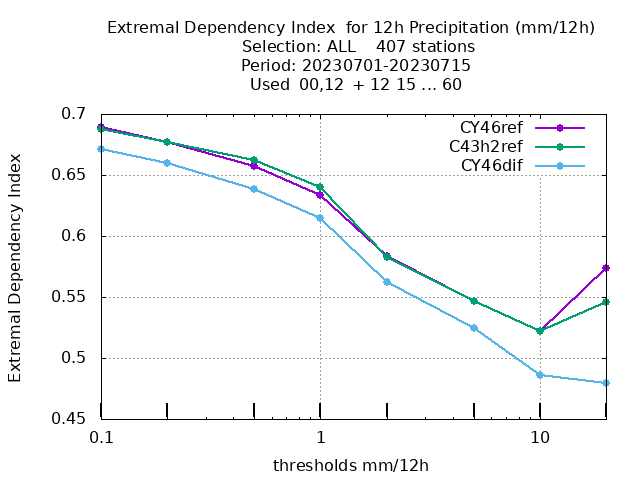 Extremal Dependency Index  for 12h Precipitation (mm/12h)
Selection: ALL    407 stations
Period: 20230701-20230715
Used  00,12  + 12 15 ... 60
Extremal Dependency Index
0.7
0.65
0.6
0.55
0.5
0.45
CY46ref
C43h2ref
CY46dif
0.1 1 10
thresholds mm/12h